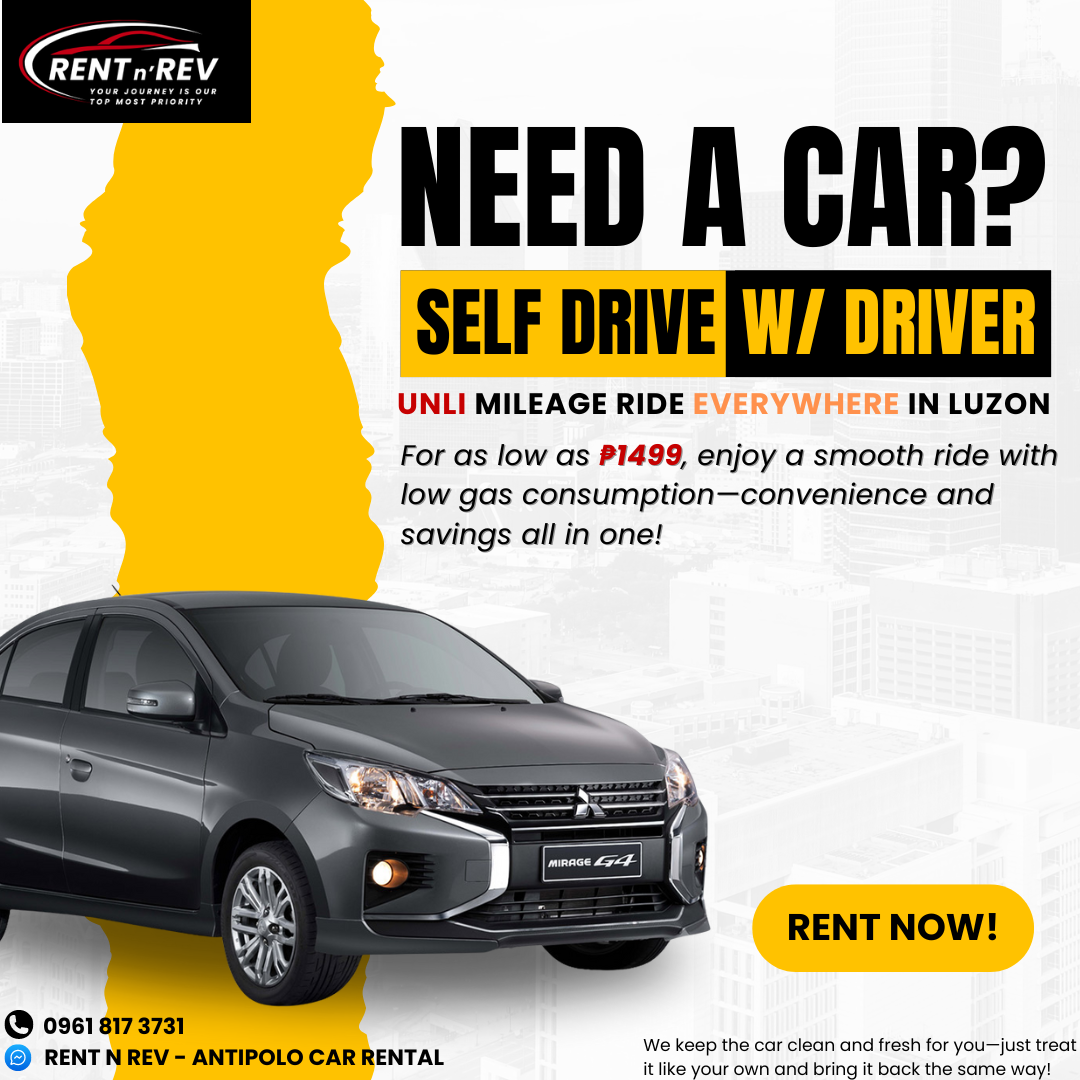 RENT n' REV
YOUR JOURNEY IS OUR
TOP MOST PRIORITY
NEED A CAR?
SELF DRIVE W/ DRIVER
UNLI MILEAGE RIDE EVERYWHERE IN LUZON
For as low as ₱1499, enjoy a smooth ride with
low gas consumption—convenience and
savings all in one!
MIRAGE G4
RENT NOW!
0961 817 3731
RENT N REV - ANTIPOLO CAR RENTAL
We keep the car clean and fresh for you—just treat
it like your own and bring it back the same way!